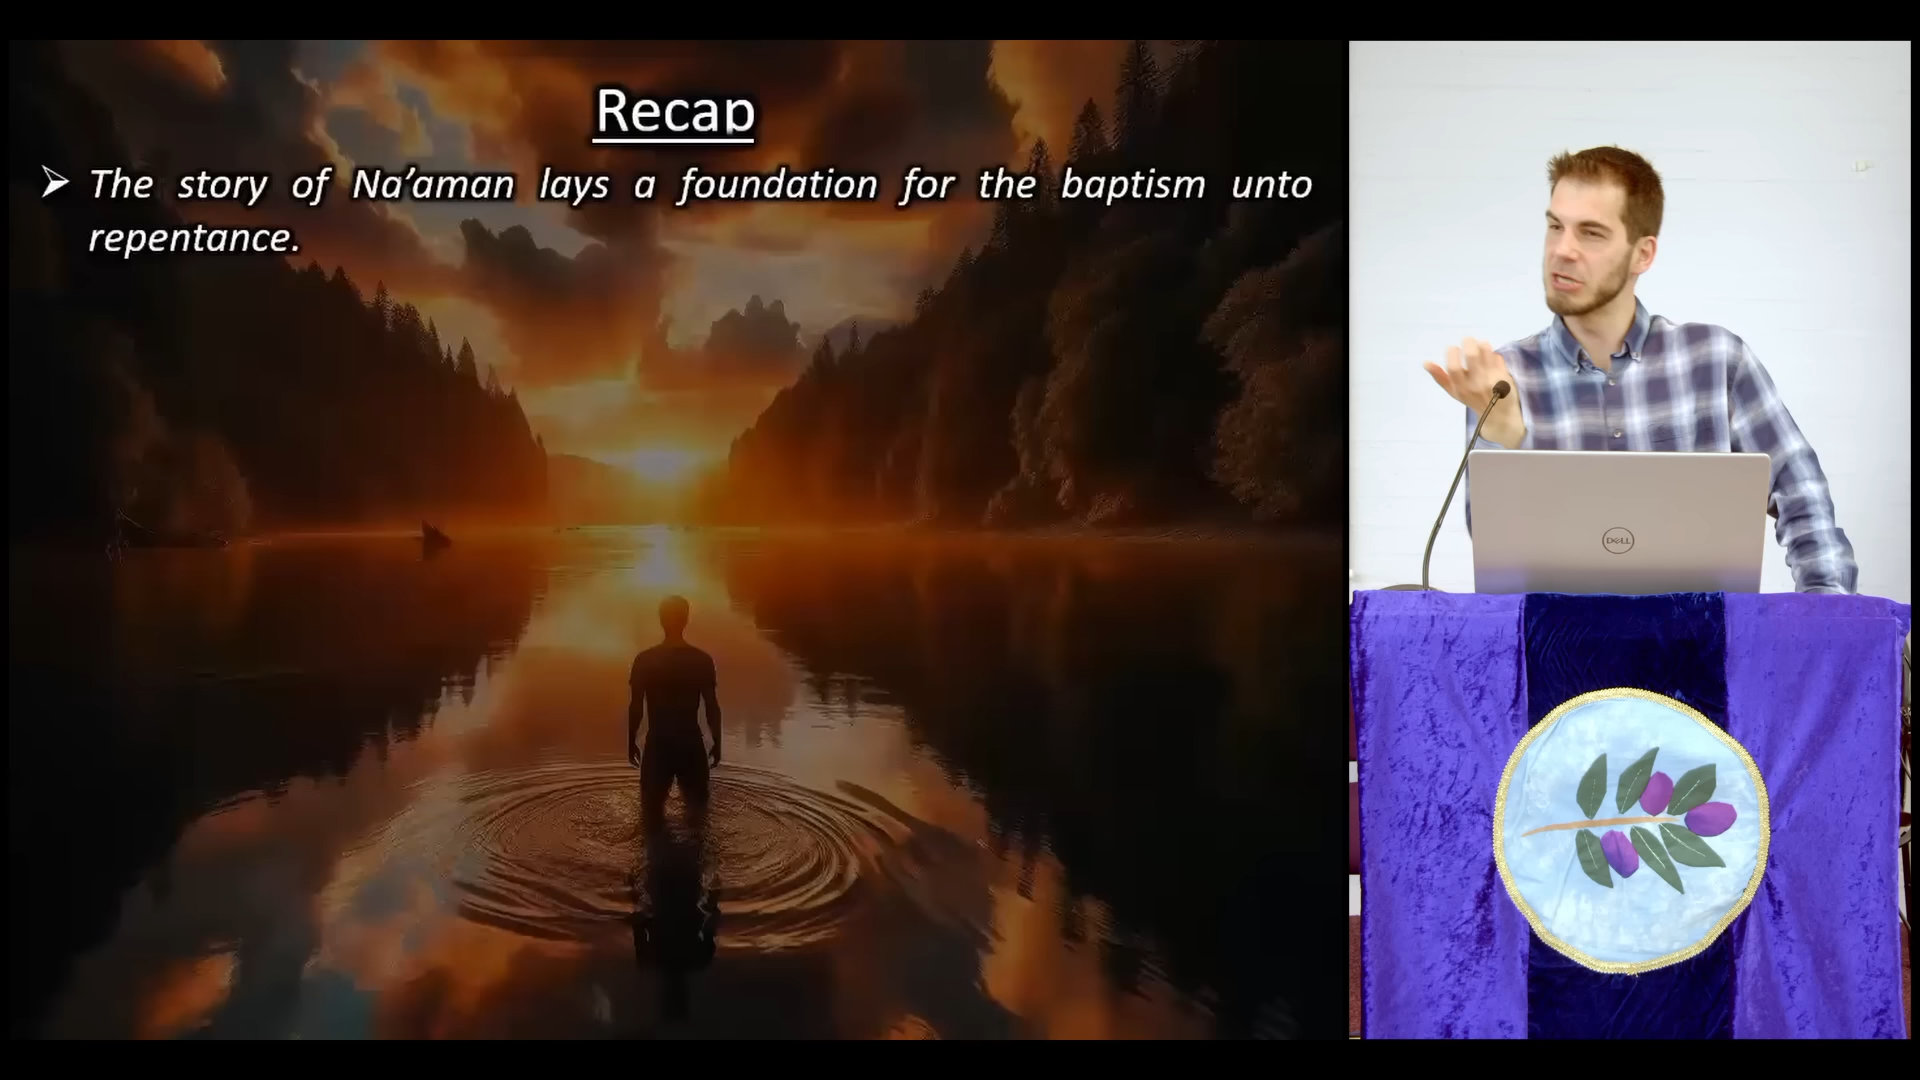 Recap
➢ The story of Na’aman lays a foundation for the baptism unto
repentance.
DELL